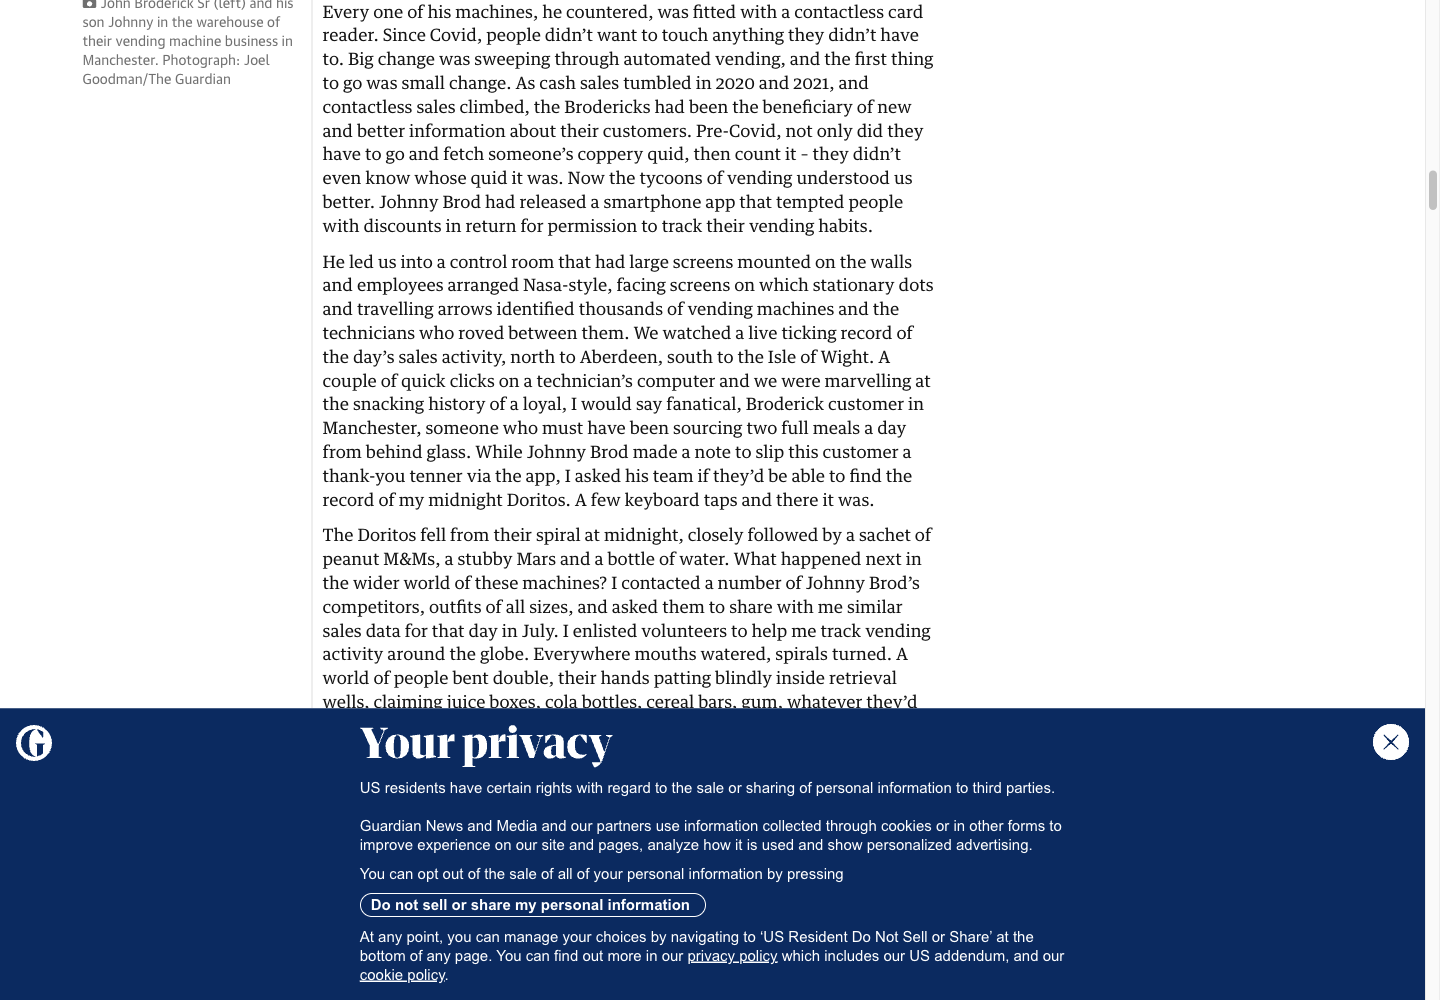 John Broderick Sr (left) and his
son Johnny in the warehouse of
their vending machine business in
Manchester. Photograph: Joel
Goodman/The Guardian
Every one of his machines, he countered, was fitted with a contactless card
reader. Since Covid, people didn’t want to touch anything they didn’t have
to. Big change was sweeping through automated vending, and the first thing
to go was small change. As cash sales tumbled in 2020 and 2021, and
contactless sales climbed, the Brodericks had been the beneficiary of new
and better information about their customers. Pre-Covid, not only did they
have to go and fetch someone’s coppery quid, then count it – they didn’t
even know whose quid it was. Now the tycoons of vending understood us
better. Johnny Brod had released a smartphone app that tempted people
with discounts in return for permission to track their vending habits.
He led us into a control room that had large screens mounted on the walls
and employees arranged Nasa-style, facing screens on which stationary dots
and travelling arrows identified thousands of vending machines and the
technicians who roved between them. We watched a live ticking record of
the day’s sales activity, north to Aberdeen, south to the Isle of Wight. A
couple of quick clicks on a technician’s computer and we were marvelling at
the snacking history of a loyal, I would say fanatical, Broderick customer in
Manchester, someone who must have been sourcing two full meals a day
from behind glass. While Johnny Brod made a note to slip this customer a
thank-you tenner via the app, I asked his team if they’d be able to find the
record of my midnight Doritos. A few keyboard taps and there it was.
The Doritos fell from their spiral at midnight, closely followed by a sachet of
peanut M&Ms, a stubby Mars and a bottle of water. What happened next in
the wider world of these machines? I contacted a number of Johnny Brod’s
competitors, outfits of all sizes, and asked them to share with me similar
sales data for that day in July. I enlisted volunteers to help me track vending
activity around the globe. Everywhere mouths watered, spirals turned. A
world of people bent double, their hands patting blindly inside retrieval
wells, claiming juice boxes, cola bottles, cereal bars, gum, whatever they’d
Your privacy
US residents have certain rights with regard to the sale or sharing of personal information to third parties.
Guardian News and Media and our partners use information collected through cookies or in other forms to
improve experience on our site and pages, analyze how it is used and show personalized advertising.
You can opt out of the sale of all of your personal information by pressing
Do not sell or share my personal information
At any point, you can manage your choices by navigating to ‘US Resident Do Not Sell or Share’ at the
bottom of any page. You can find out more in our privacy policy which includes our US addendum, and our
cookie policy.